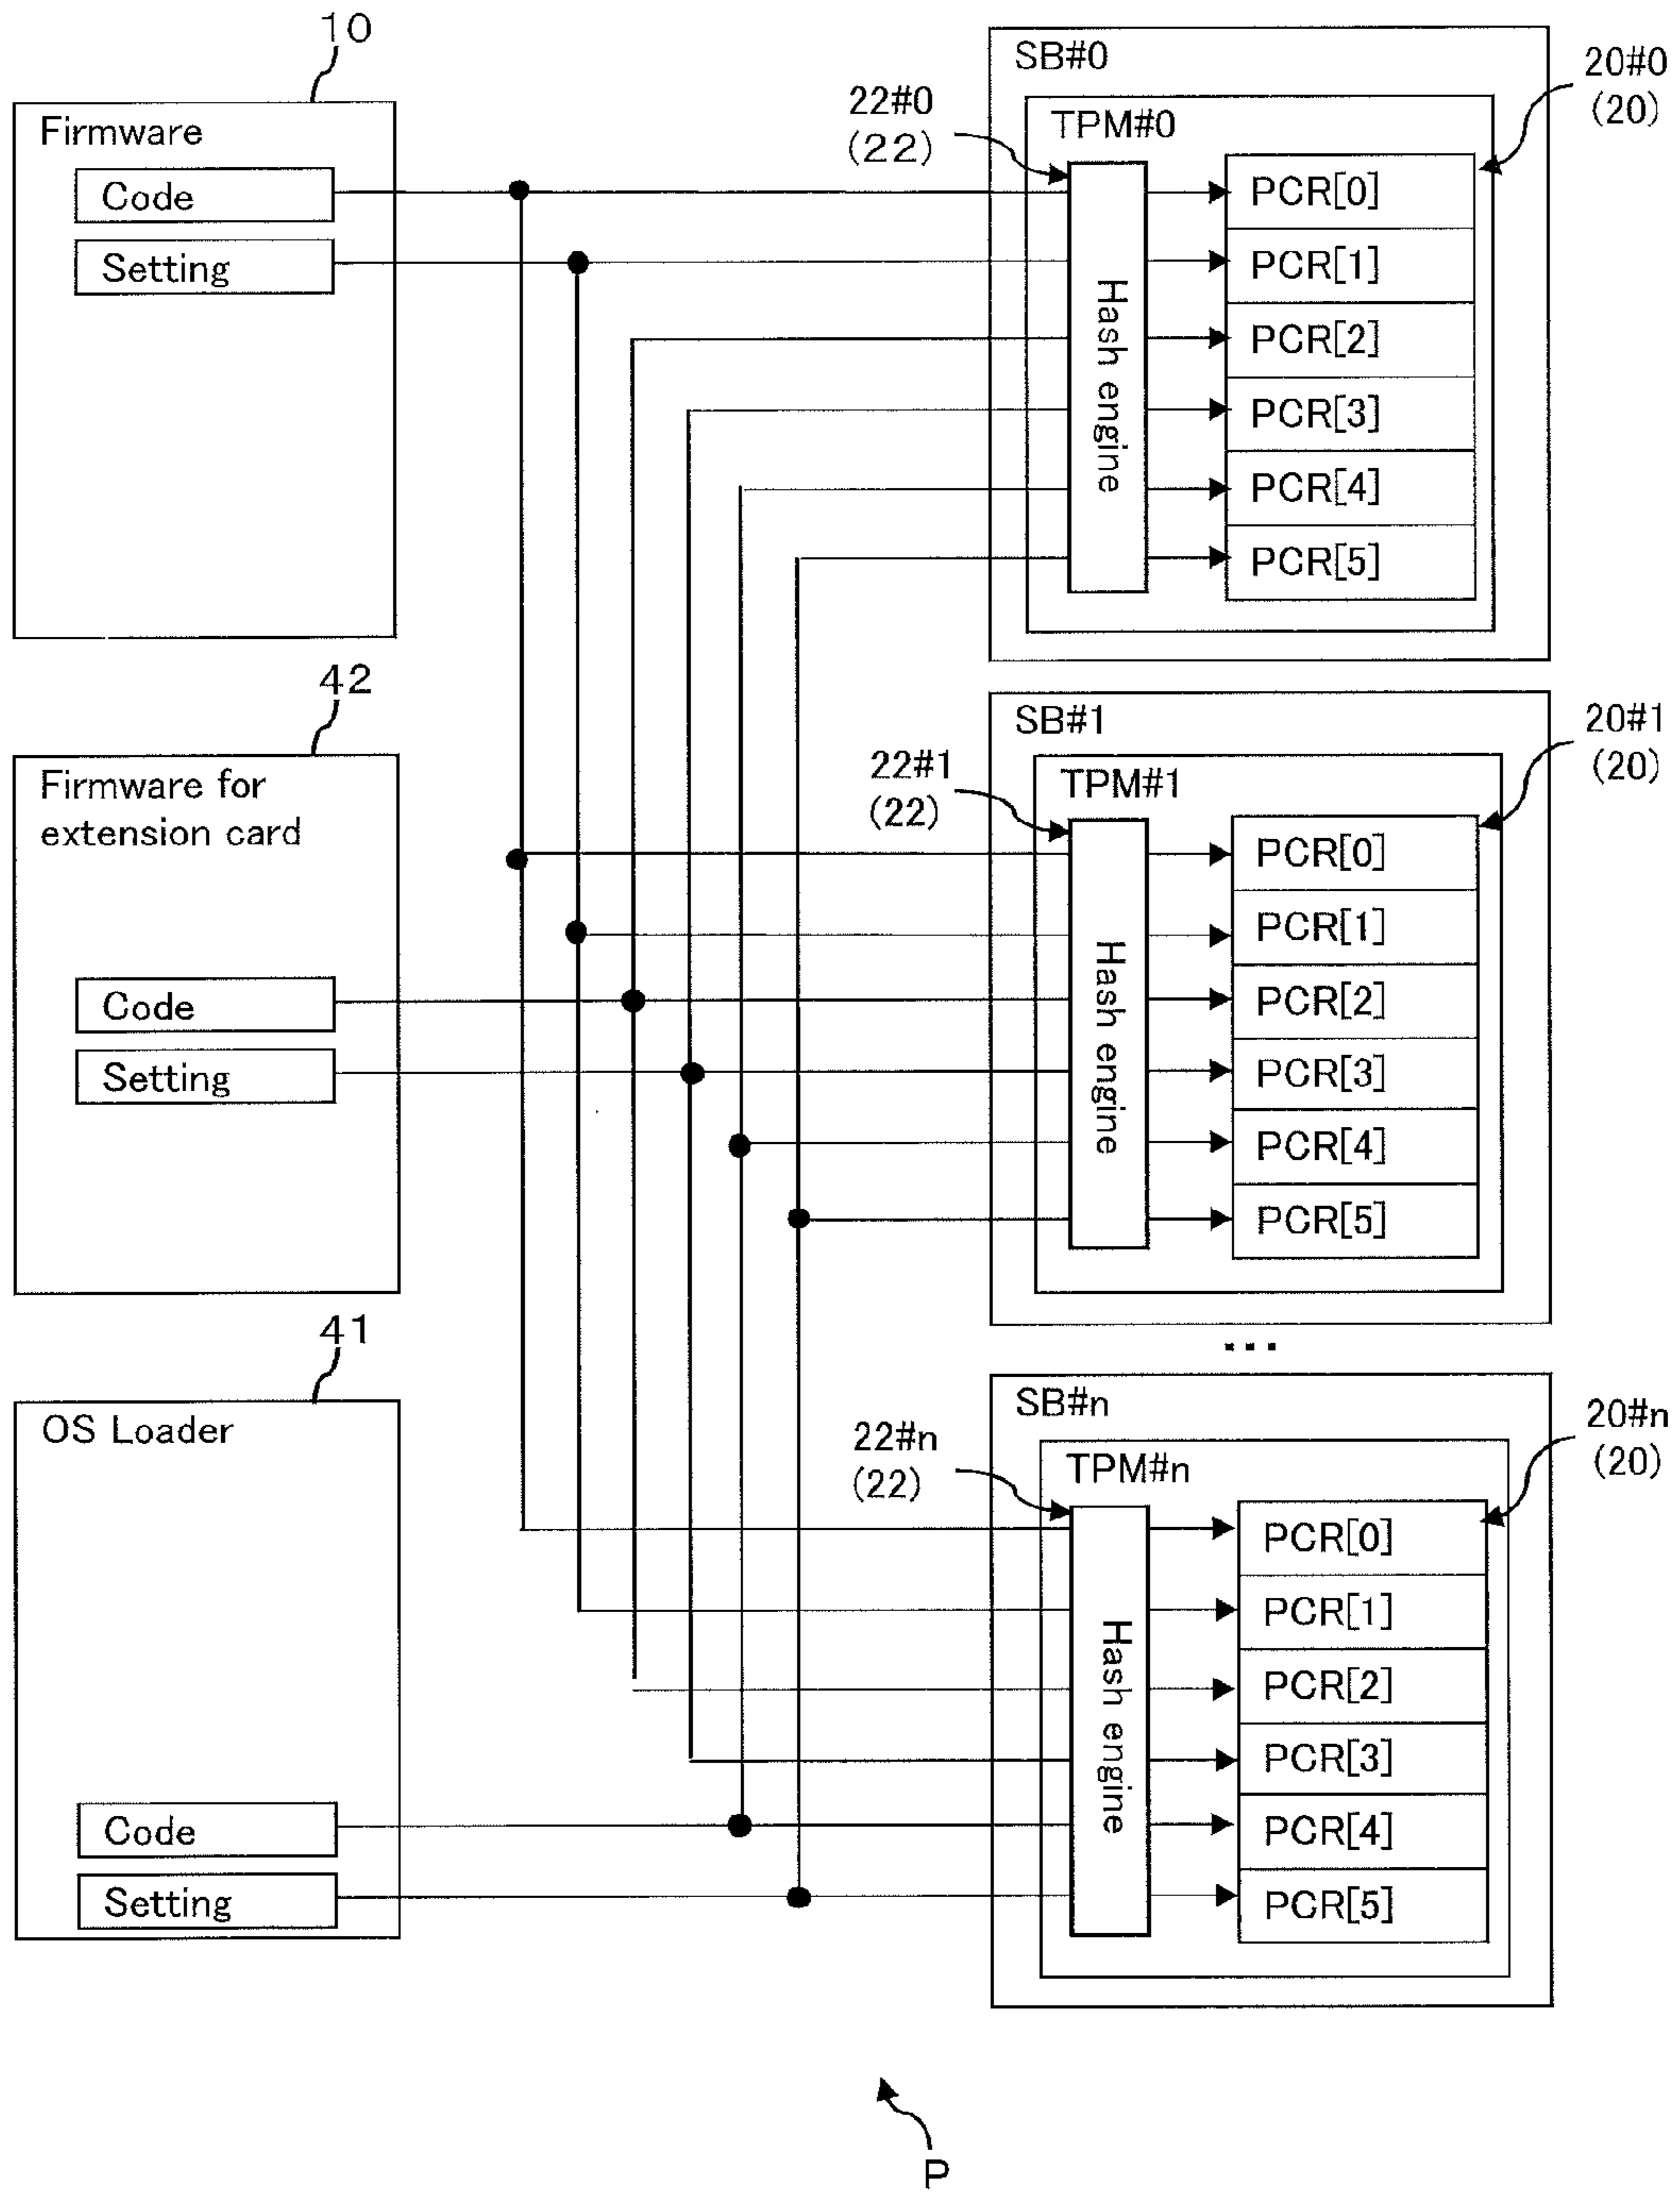 10
Firmware
Code
Setting
SB#0
20#0
(20)
22#0
(22)
TPM#0
Hash engine
PCR[0]
PCR[1]
PCR[2]
PCR[3]
PCR[4]
PCR[5]
42
Firmware for
extension card
Code
Setting
SB#1
20#1
(20)
22#1
(22)
TPM#1
Hash engine
PCR[0]
PCR[1]
PCR[2]
PCR[3]
PCR[4]
PCR[5]
...
41
OS Loader
Code
Setting
SB#n
20#n
(20)
22#n
(22)
TPM#n
Hash engine
PCR[0]
PCR[1]
PCR[2]
PCR[3]
PCR[4]
PCR[5]
P